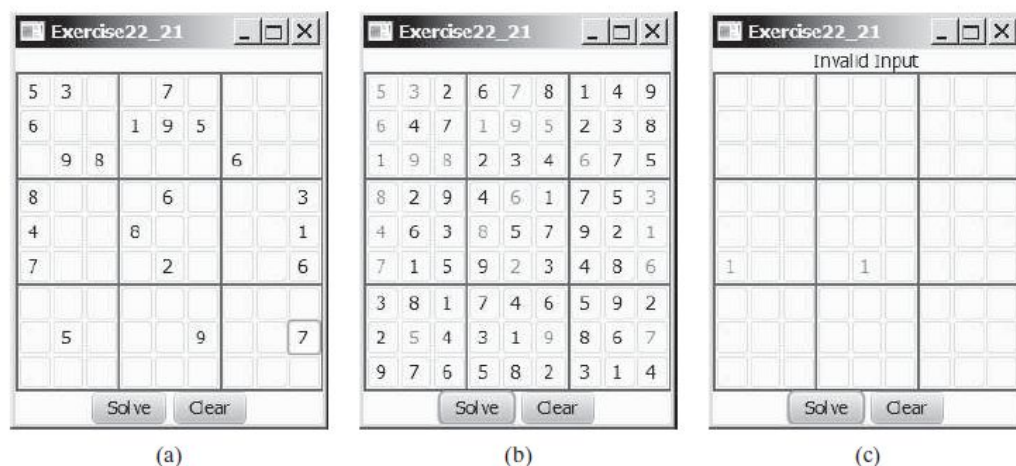 Exercise22_21
5 3 7
6 1 9 5
9 8 6
8 6 3
4 8 1
7 2 6
5 9 7
Solve Clear
(a)
Exercise22_21
5 3 2 6 7 8 1 4 9
6 4 7 1 9 5 2 3 8
1 9 8 2 3 4 6 7 5
8 2 9 4 6 1 7 5 3
4 6 3 8 5 7 9 2 1
7 1 5 9 2 3 4 8 6
3 8 1 7 4 6 5 9 2
2 5 4 3 1 9 8 6 7
9 7 6 5 8 2 3 1 4
Solve Clear
(b)
Exercise22_21
Invalid Input
1 1
Solve Clear
(c)